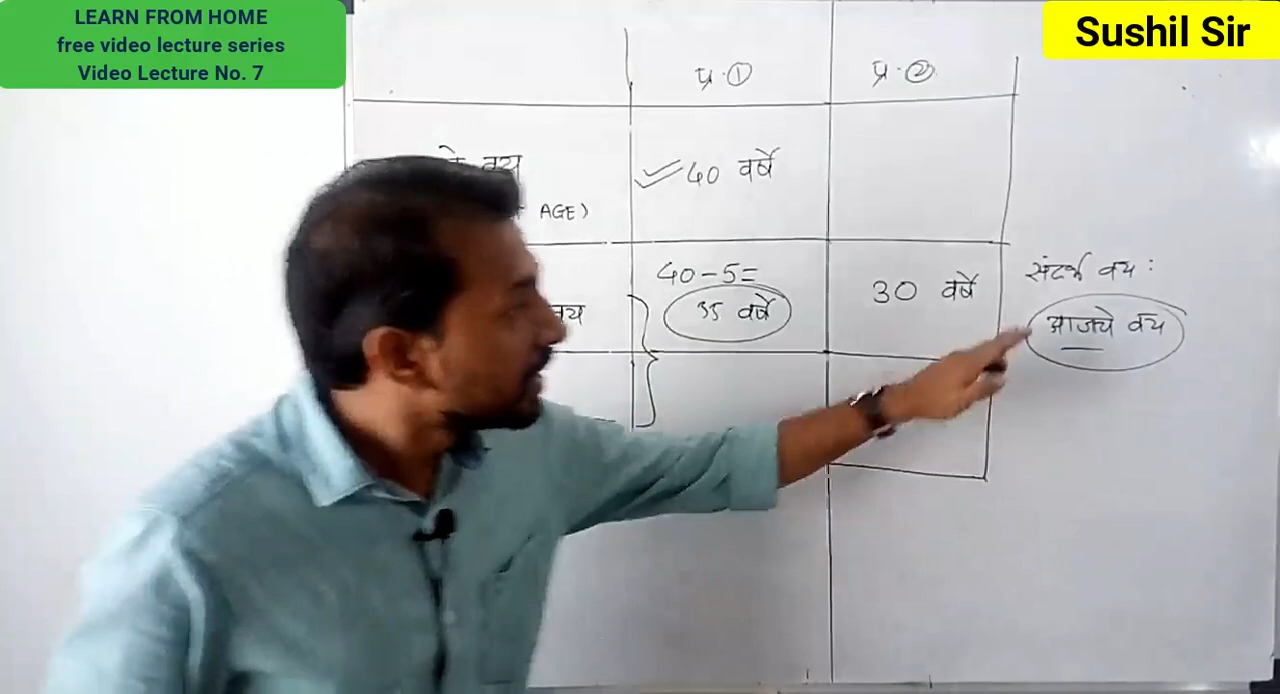 LEARN FROM HOME
free video lecture series
Video Lecture No. 7
Sushil Sir
प्र. ①
प्र. ②
चे वय
AGE)
40 वर्षे
40-5=
35 वर्षे
वय
30 वर्षे
संदर्भ वय :
आजचे वय